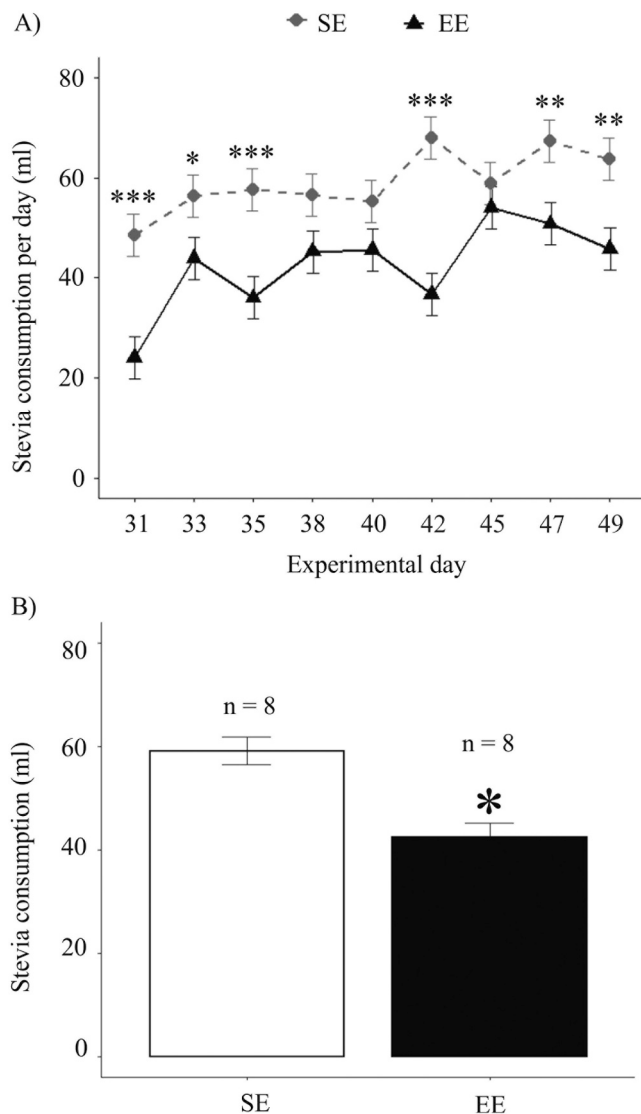 A)
SE EE
Stevia consumption per day (ml)
80
60
40
20
0
*** * *** *** ** **
31 33 35 38 40 42 45 47 49
Experimental day
B)
Stevia consumption (ml)
80
60
40
20
0
n = 8
n = 8
*
SE EE